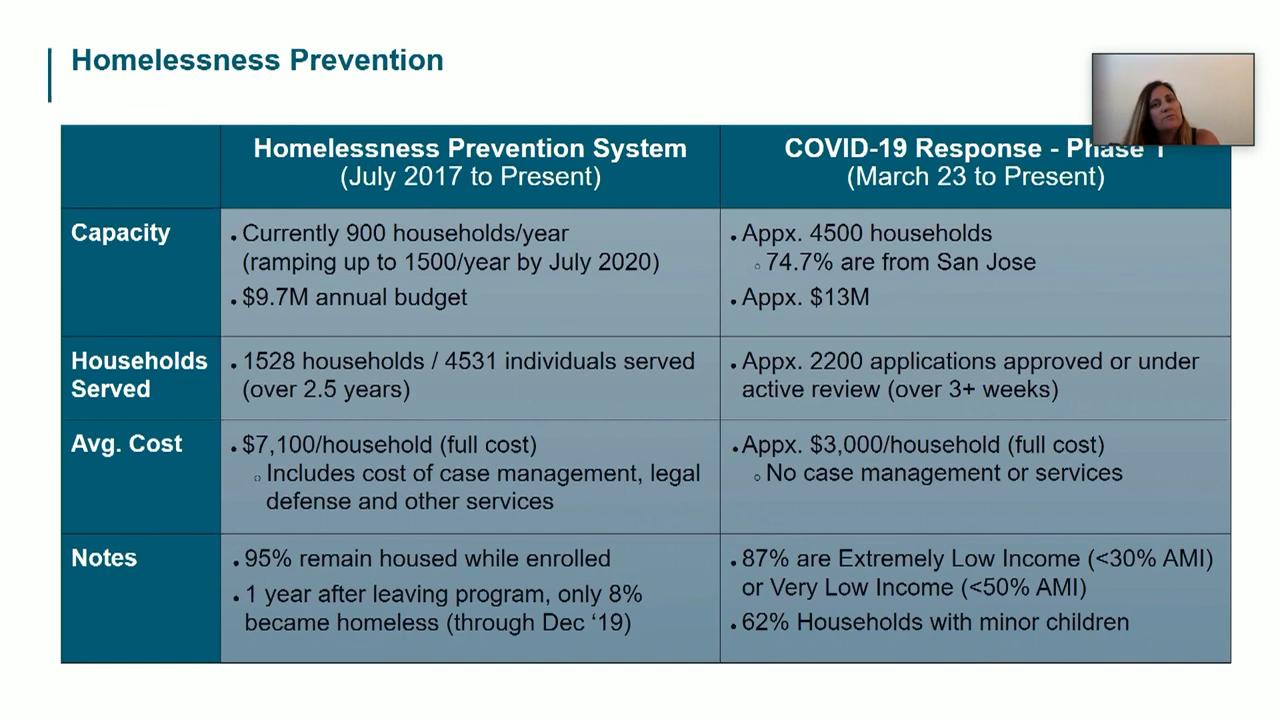 Homelessness Prevention
Homelessness Prevention System
(July 2017 to Present)
COVID-19 Response - Phase 1
(March 23 to Present)
Capacity
• Currently 900 households/year
(ramping up to 1500/year by July 2020)
• $9.7M annual budget
• Appx. 4500 households
○ 74.7% are from San Jose
• Appx. $13M
Households
Served
• 1528 households / 4531 individuals served
(over 2.5 years)
• Appx. 2200 applications approved or under
active review (over 3+ weeks)
Avg. Cost
• $7,100/household (full cost)
○ Includes cost of case management, legal
defense and other services
• Appx. $3,000/household (full cost)
○ No case management or services
Notes
• 95% remain housed while enrolled
• 1 year after leaving program, only 8%
became homeless (through Dec ‘19)
• 87% are Extremely Low Income (<30% AMI)
or Very Low Income (<50% AMI)
• 62% Households with minor children